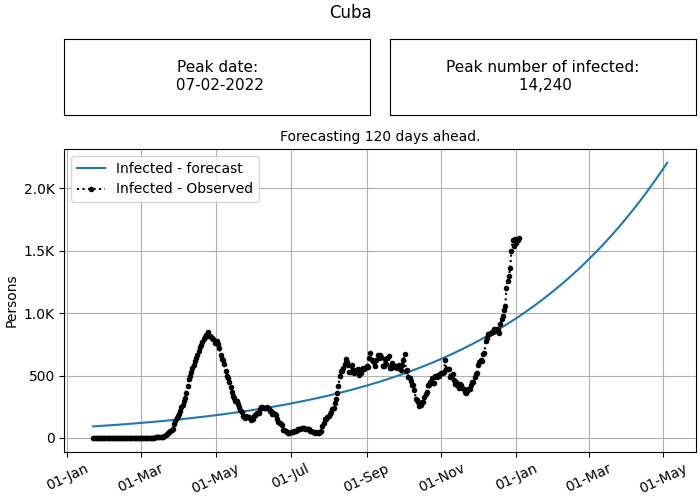 Cuba
Peak date:
07-02-2022
Peak number of infected:
14,240
Forecasting 120 days ahead.
Infected - forecast
Infected - Observed
2.0K
1.5K
1.0K
500
0
Persons
01-Jan
01-Mar
01-May
01-Jul
01-Sep
01-Nov
01-Jan
01-Mar
01-May